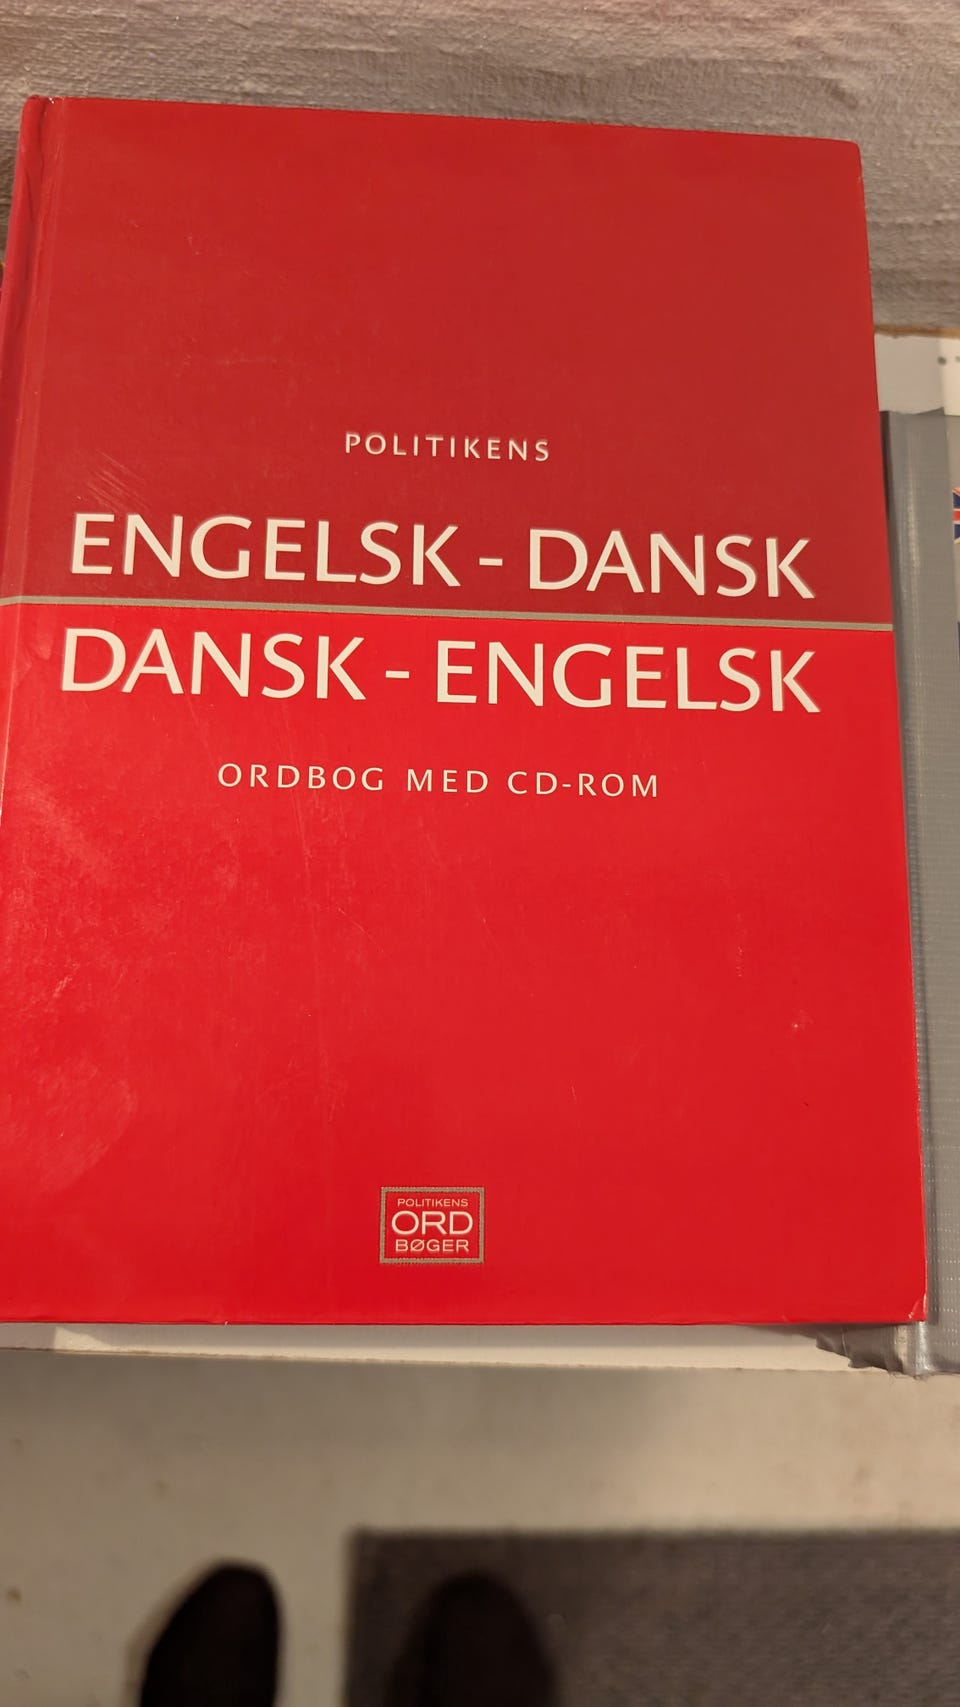 POLITIKENS
ENGELSK - DANSK
DANSK - ENGELSK
ORDBOG MED CD-ROM
POLITIKENS
ORD
BØGER